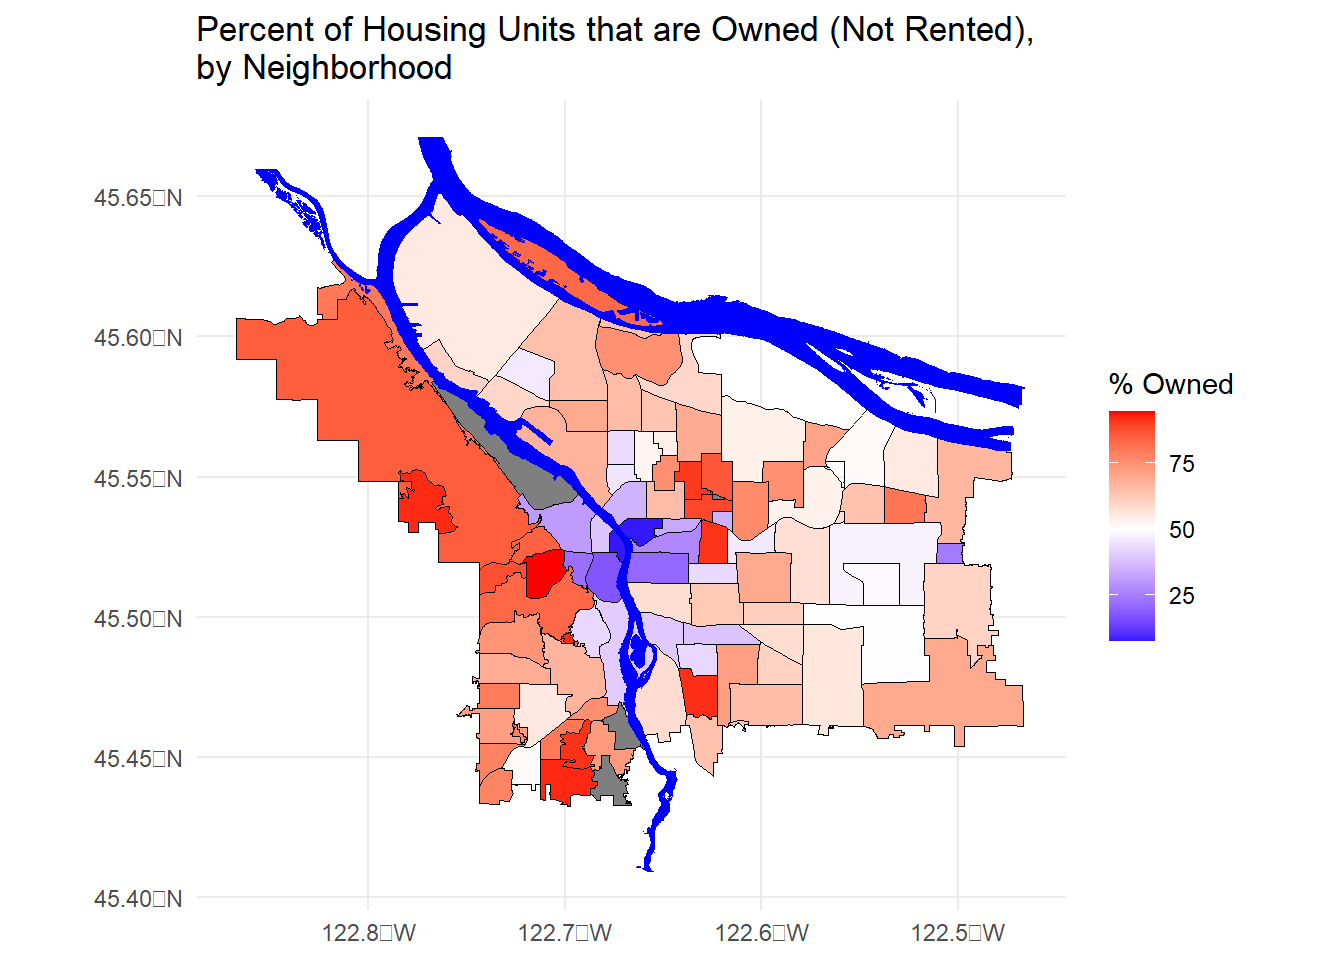 Percent of Housing Units that are Owned (Not Rented),
by Neighborhood
45.65□N
45.60□N
45.55□N
45.50□N
45.45□N
45.40□N
122.8□W
122.7□W
122.6□W
122.5□W
% Owned
75
50
25